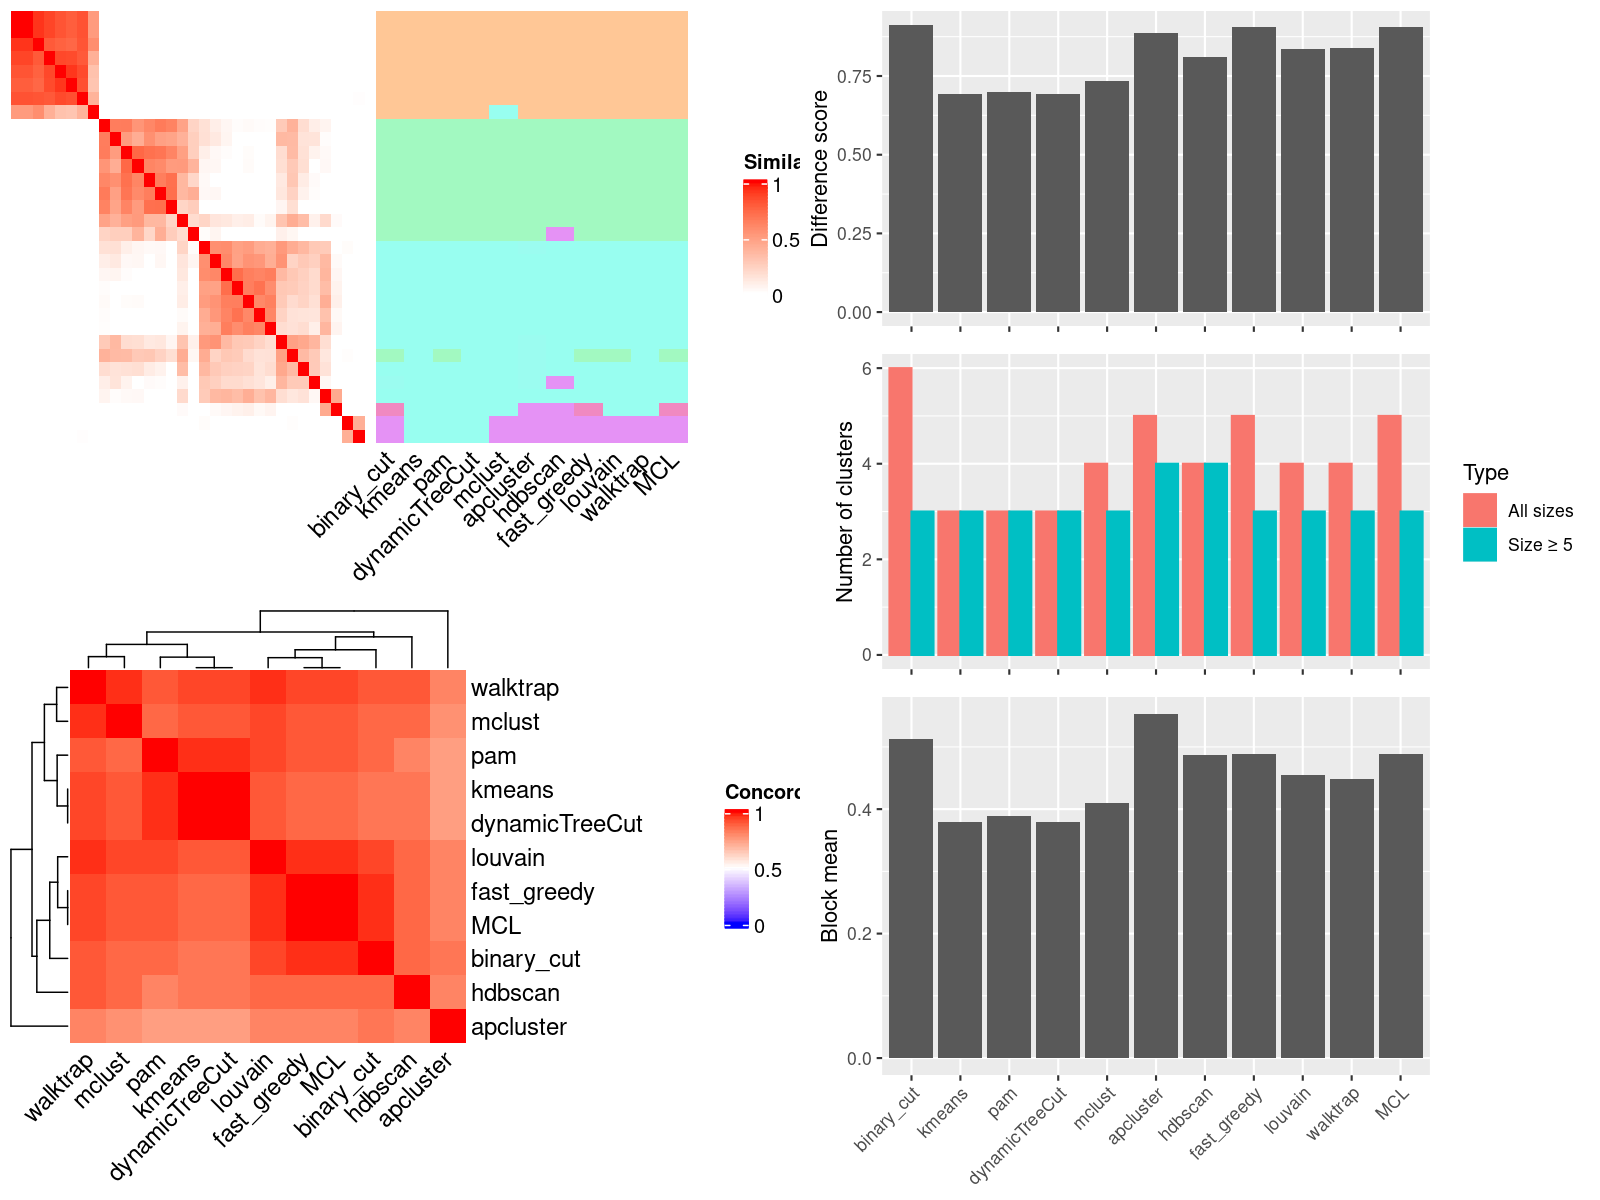 Simila
1
0.5
0
binary_cut
kmeans
pam
dynamicTreeCut
mclust
apcluster
hdbscan
fast_greedy
louvain
walktrap
MCL
walktrap
mclust
pam
kmeans
dynamicTreeCut
louvain
fast_greedy
MCL
binary_cut
hdbscan
apcluster
Concord
1
0.5
0
walktrap
mclust
pam
kmeans
dynamicTreeCut
louvain
fast_greedy
MCL
binary_cut
hdbscan
apcluster
Difference score
0.75
0.50
0.25
0.00
Number of clusters
6
4
2
0
Type
All sizes
Size ≥ 5
Block mean
0.4
0.2
0.0
binary_cut
kmeans
pam
dynamicTreeCut
mclust
apcluster
hdbscan
fast_greedy
louvain
walktrap
MCL